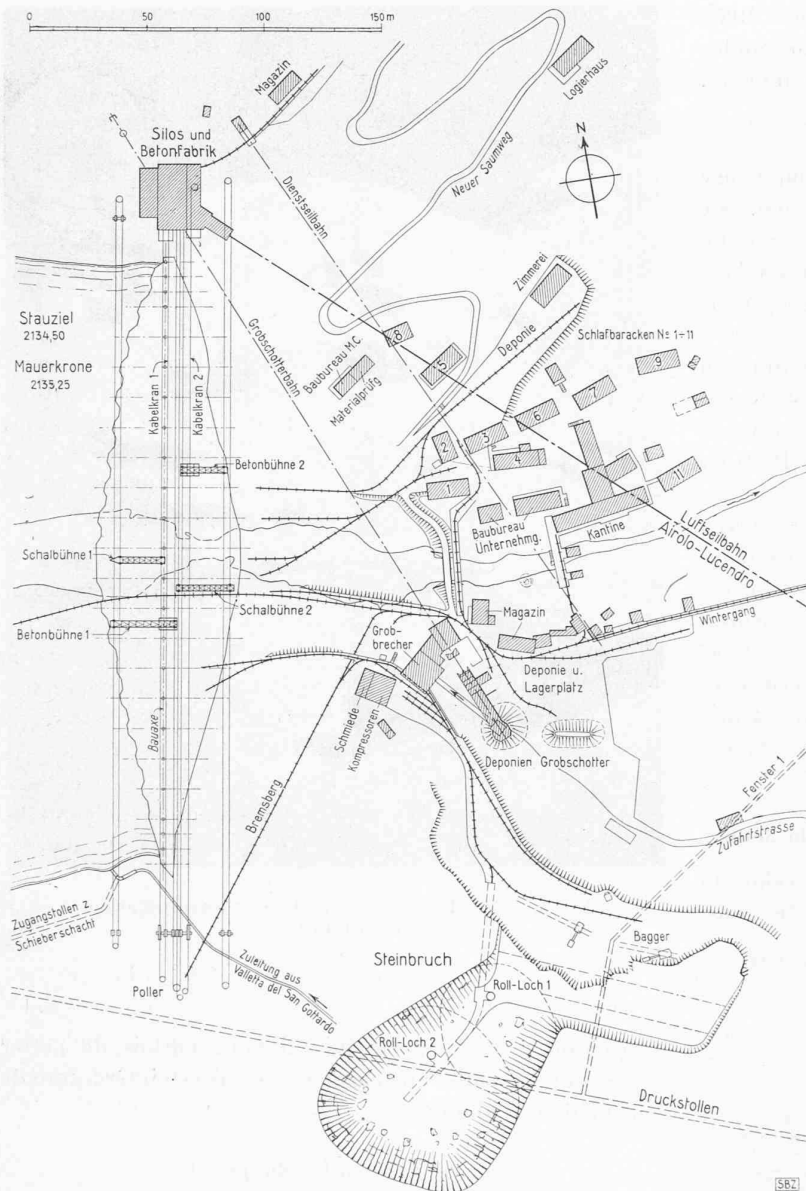 0 50 100 150 m
Magazin
Logierhaus
Silos und
Betonfabrik
N
Neuer Saumweg
Dienstseilbahn
Zimmerei
Stauziel
2134,50
Mauerkrone
2135,25
Kabelkran 1
Kabelkran 2
Grobschotterbahn
Baubureau M.C.
Materialprüfg
8
5
Deponie
Schlafbaracken Nº 1÷11
9
7
6
3
2
4
1
11
Betonbühne 2
Baubureau
Unternehmg.
Kantine
Luftseilbahn
Airolo-Lucendro
Schalbühne 1
Schalbühne 2
Betonbühne 1
Magazin
Wintergang
Grob-
brecher
Deponie u.
Lagerplatz
Schmiede
Kompressoren
Bauaxe
Deponien Grobschotter
Bremsberg
Fenster 1
Zufahrtstrasse
Zugangstollen z.
Schieberschacht
Zuleitung aus
Valletta del San Gottardo
Steinbruch
Bagger
Poller
Roll-Loch 1
Roll-Loch 2
Druckstollen
SBZ